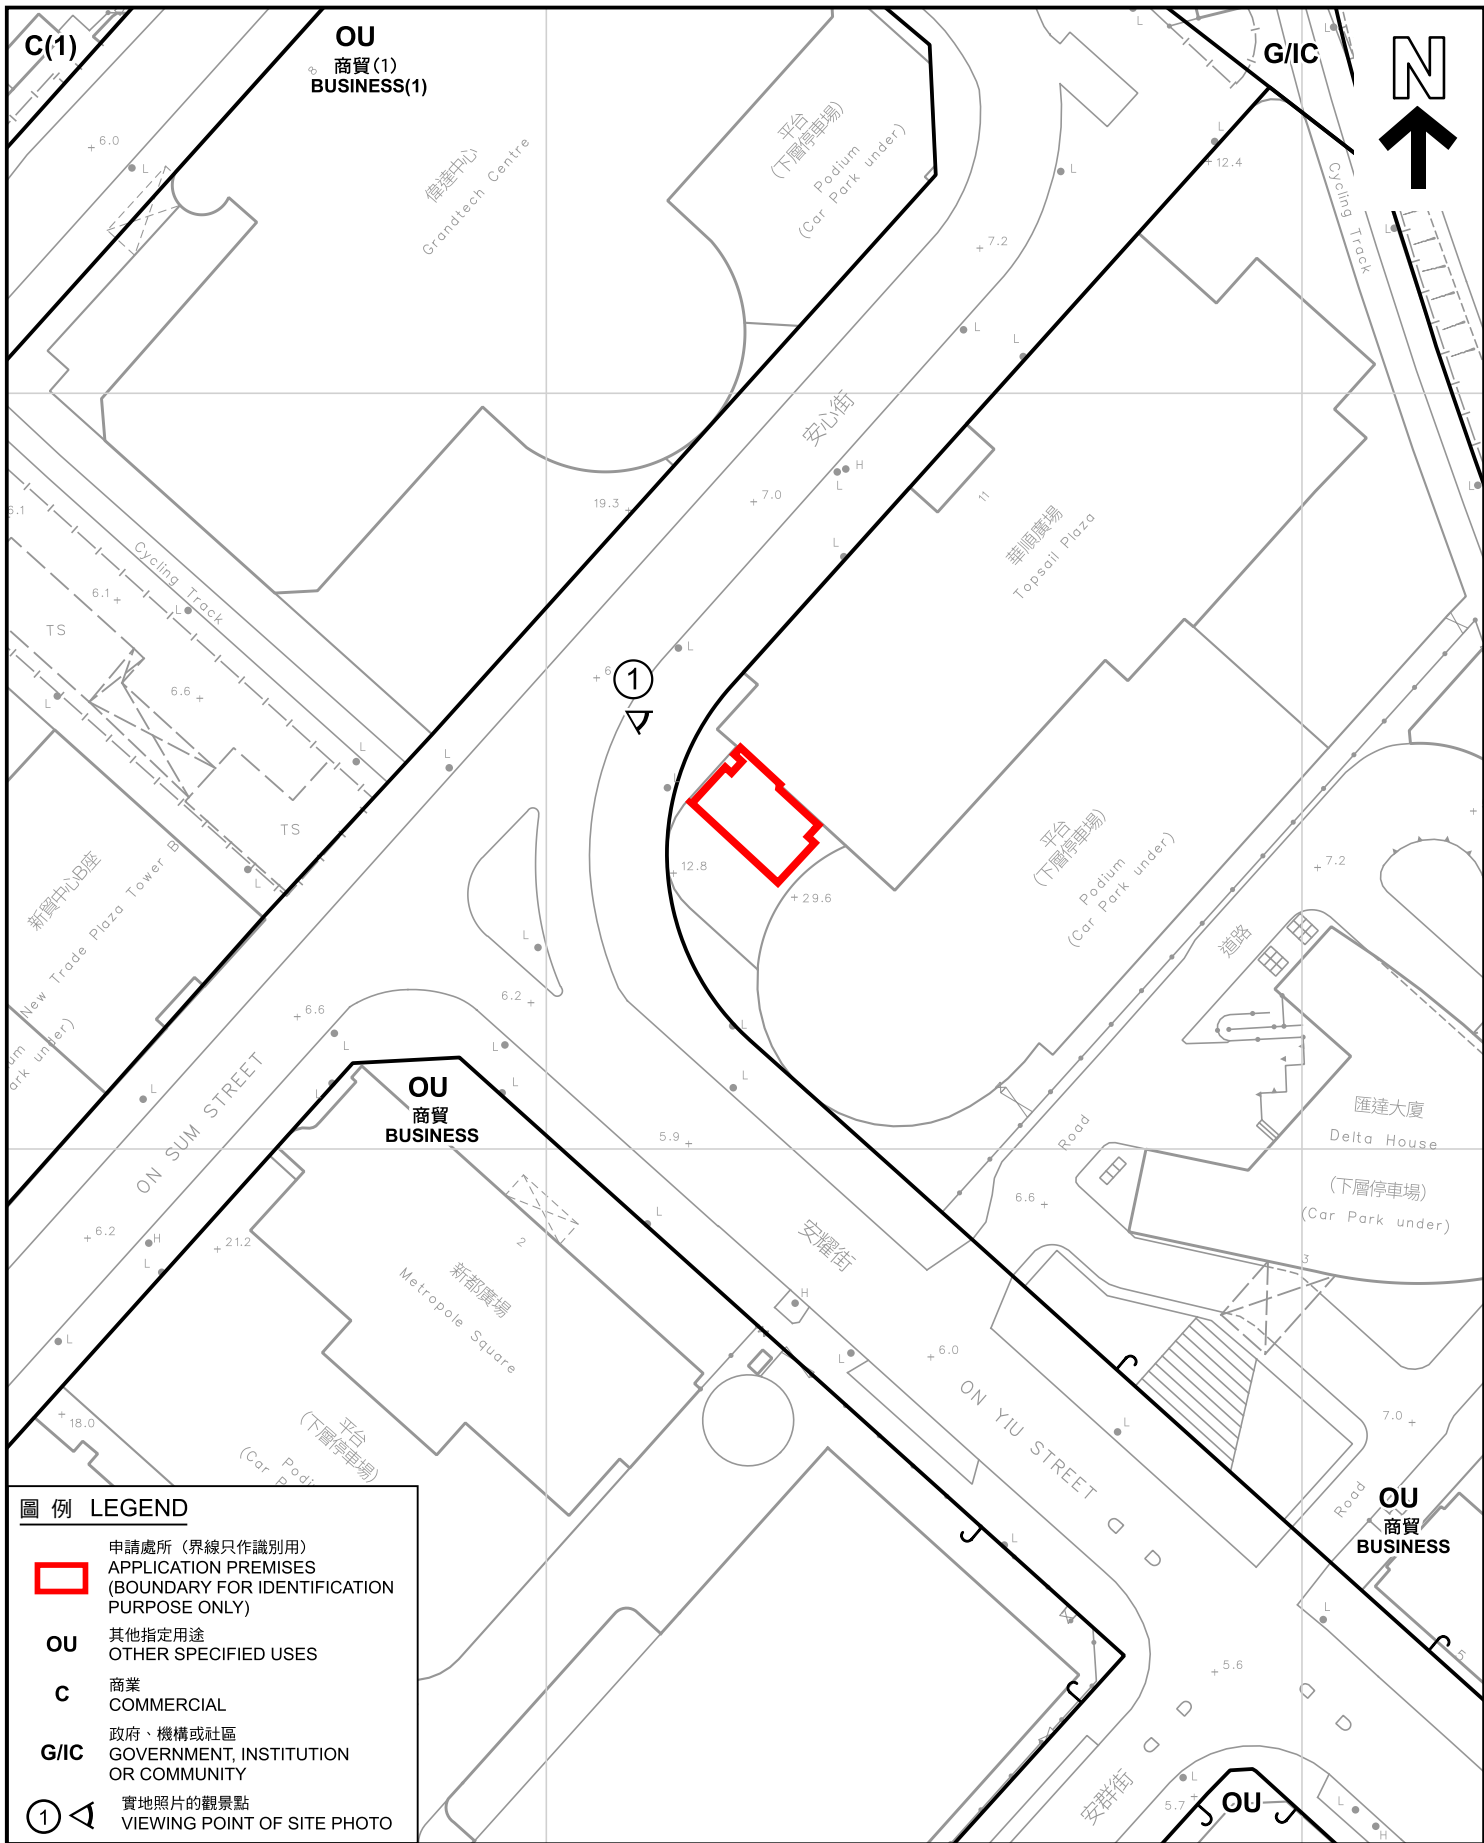 C(1)
OU
商貿(1)
BUSINESS(1)
G/IC
N
8
6.0
L
偉達中心
Grandtech Centre
平台
(下層停車場)
Podium
(Car Park under)
7.2
12.4
Cycling Track
安心街
H
L
7.0
19.3
11
華順廣場
Topsail Plaza
6.1
Cycling Track
6.1
TS
6.6
TS
1
12.8
29.6
平台
(下層停車場)
Podium
(Car Park under)
7.2
道路
新貿中心B座
New Trade Plaza Tower B
ark under)
6.2
6.6
ON SUM STREET
OU
商貿
BUSINESS
5.9
Road
匯達大廈
Delta House
(下層停車場)
(Car Park under)
3
6.6
6.2
H
L
21.2
2
新都廣場
Metropole Square
安耀街
H
6.0
ON YIU STREET
7.0
Road
OU
商貿
BUSINESS
18.0
平台
(下層停車場)
5
5.6
安群街
5.7
OU
L
H
圖例 LEGEND
申請處所（界線只作識別用）
APPLICATION PREMISES
(BOUNDARY FOR IDENTIFICATION
PURPOSE ONLY)
OU 其他指定用途
OTHER SPECIFIED USES
C 商業
COMMERCIAL
G/IC 政府、機構或社區
GOVERNMENT, INSTITUTION
OR COMMUNITY
1 實地照片的觀景點
VIEWING POINT OF SITE PHOTO